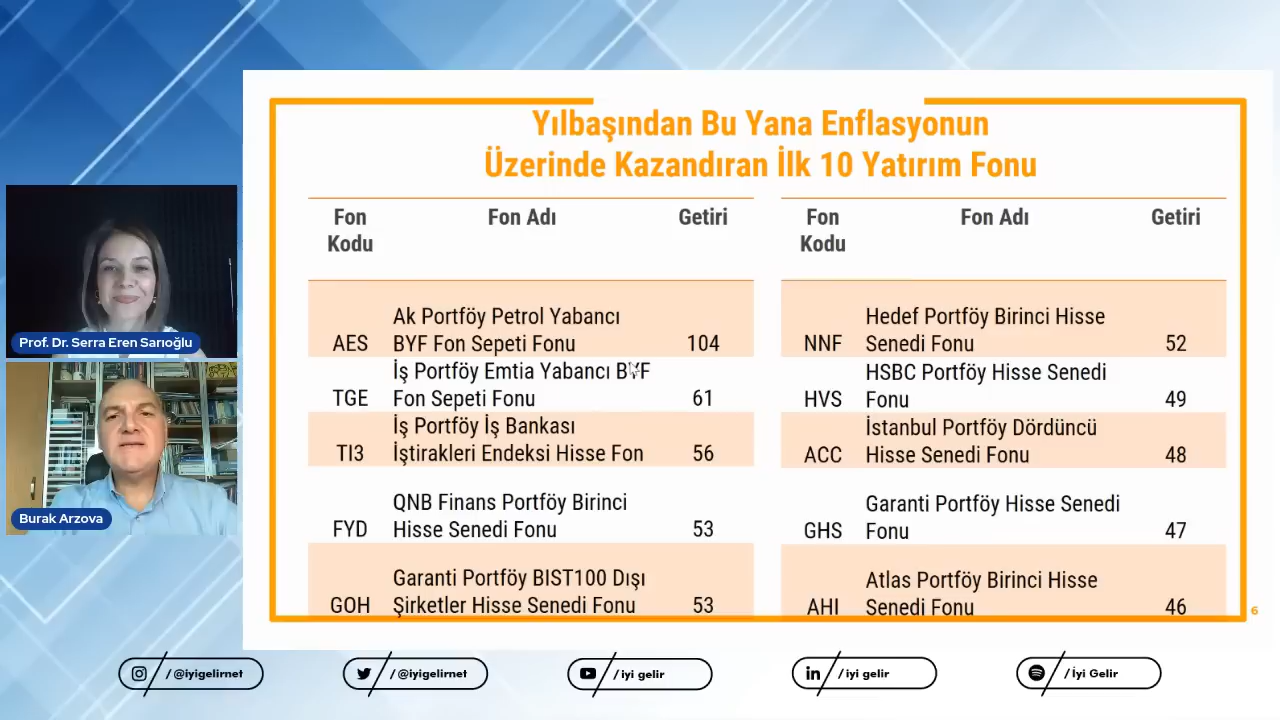 Yılbaşından Bu Yana Enflasyonun
Üzerinde Kazandıran İlk 10 Yatırım Fonu
Fon Kodu Fon Adı Getiri
AES Ak Portföy Petrol Yabancı
BYF Fon Sepeti Fonu 104
TGE İş Portföy Emtia Yabancı BYF
Fon Sepeti Fonu 61
TI3 İş Portföy İş Bankası
İştirakleri Endeksi Hisse Fon 56
FYD QNB Finans Portföy Birinci
Hisse Senedi Fonu 53
GOH Garanti Portföy BIST100 Dışı
Şirketler Hisse Senedi Fonu 53
Fon Kodu Fon Adı Getiri
NNF Hedef Portföy Birinci Hisse
Senedi Fonu 52
HVS HSBC Portföy Hisse Senedi
Fonu 49
ACC İstanbul Portföy Dördüncü
Hisse Senedi Fonu 48
GHS Garanti Portföy Hisse Senedi
Fonu 47
AHI Atlas Portföy Birinci Hisse
Senedi Fonu 46
6
Prof. Dr. Serra Eren Sarıoğlu
Burak Arzova
/ @iyigelirnet
/ @iyigelirnet
/ iyi gelir
/ iyi gelir
/ İyi Gelir